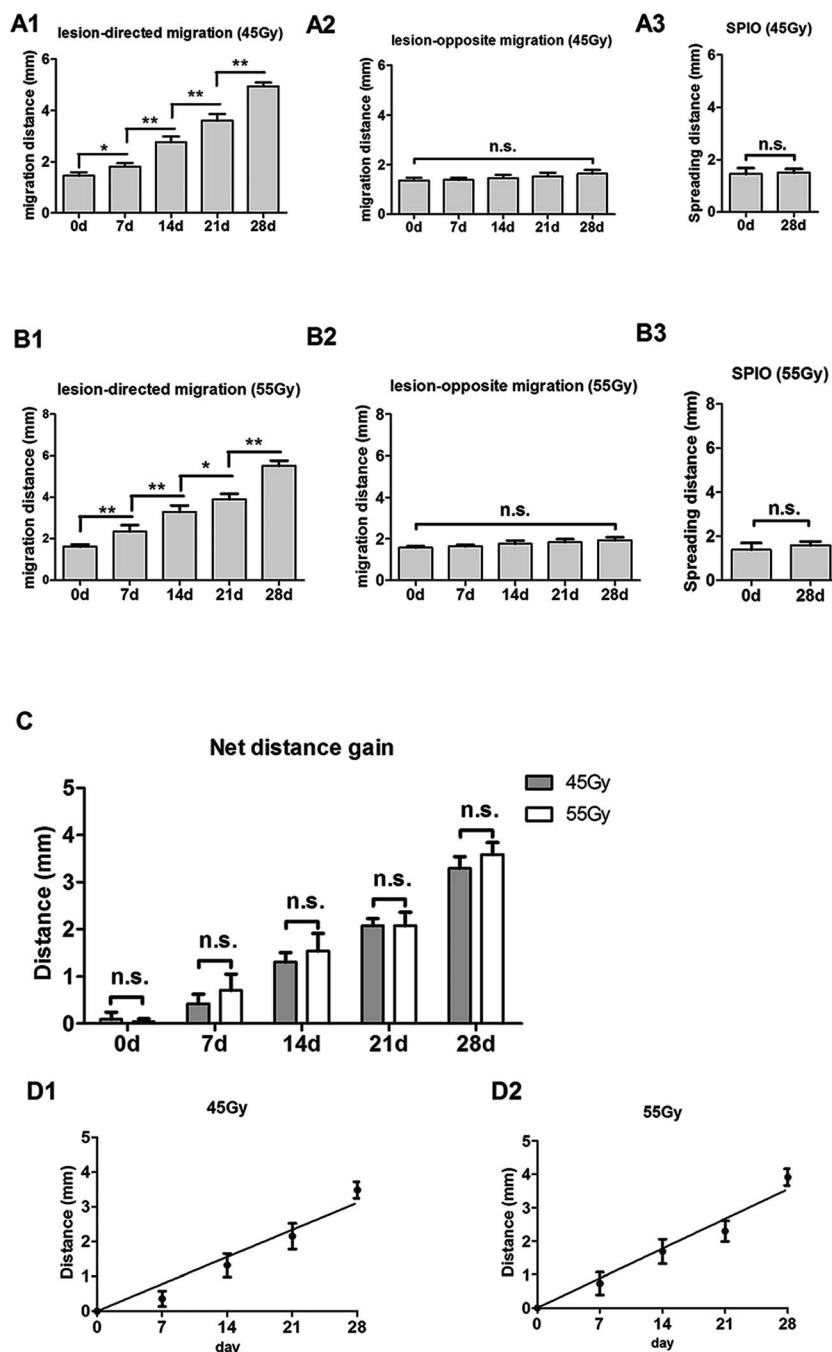 A1
lesion-directed migration (45Gy)
migration distance (mm)
6
4
2
0
*
**
**
**
0d 7d 14d 21d 28d
A2
lesion-opposite migration (45Gy)
migration distance (mm)
6
4
2
0
n.s.
0d 7d 14d 21d 28d
A3
SPIO (45Gy)
Spreading distance (mm)
6
4
2
0
n.s.
0d 28d
B1
lesion-directed migration (55Gy)
migration distance (mm)
8
6
4
2
0
**
**
*
**
0d 7d 14d 21d 28d
B2
lesion-opposite migration (55Gy)
migration distance (mm)
8
6
4
2
0
n.s.
0d 7d 14d 21d 28d
B3
SPIO (55Gy)
Spreading distance (mm)
8
6
4
2
0
n.s.
0d 28d
C
Net distance gain
45Gy
55Gy
Distance (mm)
5
4
3
2
1
0
n.s.
n.s.
n.s.
n.s.
n.s.
0d 7d 14d 21d 28d
D1
45Gy
Distance (mm)
5
4
3
2
1
0
0 7 14 21 28
day
D2
55Gy
Distance (mm)
5
4
3
2
1
0
0 7 14 21 28
day